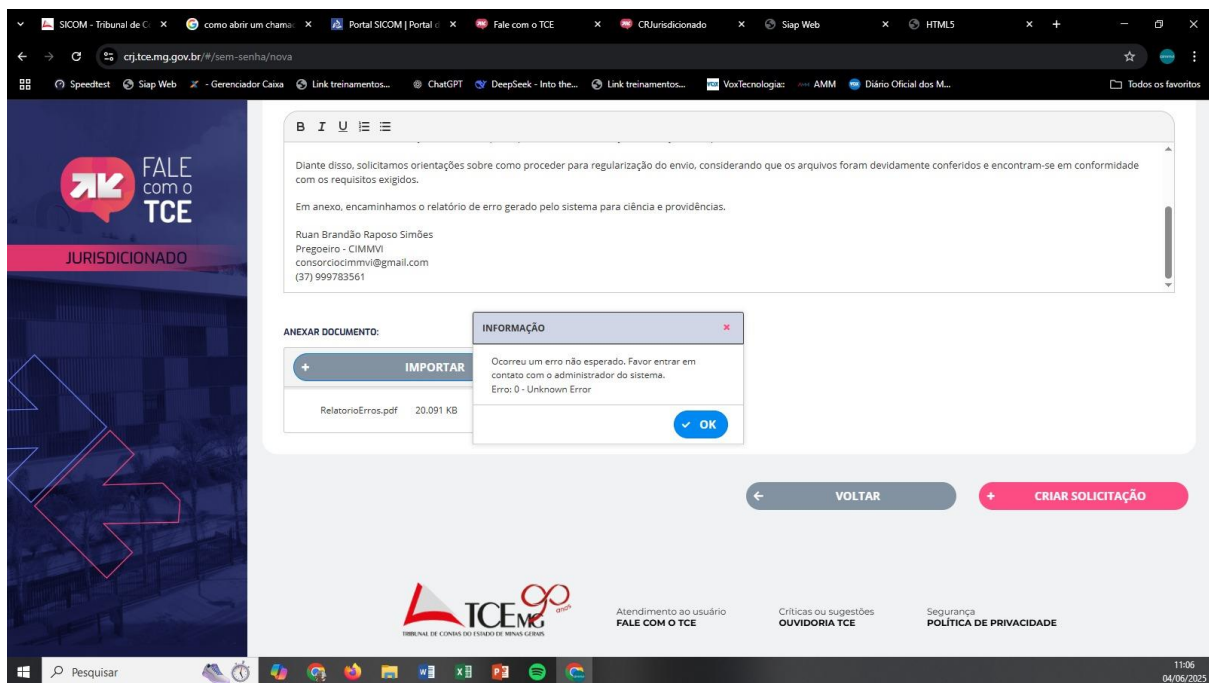 SICOM - Tribunal de C
como abrir um chama
Portal SICOM | Portal d
Fale com o TCE
CRJurisdicionado
Siap Web
HTML5
crj.tce.mg.gov.br/#/sem-senha/nova
Speedtest
Siap Web
- Gerenciador Caixa
Link treinamentos...
ChatGPT
DeepSeek - Into the...
Link treinamentos...
VOX
VoxTecnologia::
AMM
Diário Oficial dos M...
Todos os favoritos
FALE
com o
TCE
JURISDICIONADO
B I U
Diante disso, solicitamos orientações sobre como proceder para regularização do envio, considerando que os arquivos foram devidamente conferidos e encontram-se em conformidade
com os requisitos exigidos.
Em anexo, encaminhamos o relatório de erro gerado pelo sistema para ciência e providências.
Ruan Brandão Raposo Simões
Pregoeiro - CIMMVI
consorciocimmvi@gmail.com
(37) 999783561
ANEXAR DOCUMENTO:
+ IMPORTAR
RelatorioErros.pdf 20.091 KB
INFORMAÇÃO
Ocorreu um erro não esperado. Favor entrar em
contato com o administrador do sistema.
Erro: 0 - Unknown Error
OK
VOLTAR
+ CRIAR SOLICITAÇÃO
TCEMG 90 anos
TRIBUNAL DE CONTAS DO ESTADO DE MINAS GERAIS
Atendimento ao usuário
FALE COM O TCE
Críticas ou sugestões
OUVIDORIA TCE
Segurança
POLÍTICA DE PRIVACIDADE
Pesquisar
11:06
04/06/2025